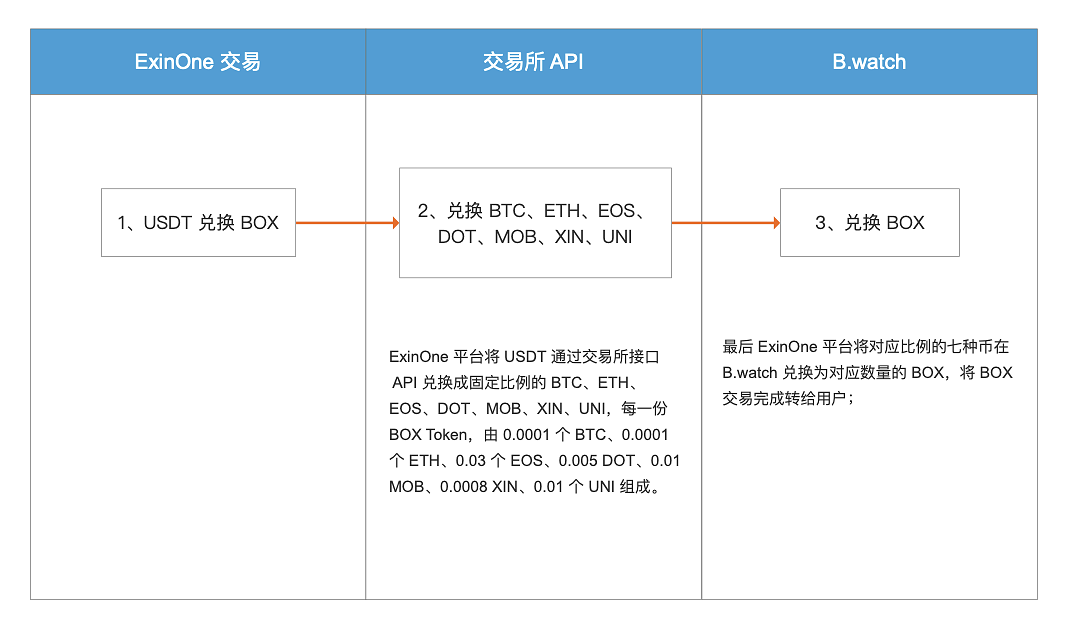 ExinOne 交易
交易所 API
B.watch
1、USDT 兑换 BOX
2、兑换 BTC、ETH、EOS、
DOT、MOB、XIN、UNI
3、兑换 BOX
ExinOne 平台将 USDT 通过交易所接口
API 兑换成固定比例的 BTC、ETH、
EOS、DOT、MOB、XIN、UNI，每一份
BOX Token，由 0.0001 个 BTC、0.0001
个 ETH、0.03 个 EOS、0.005 DOT、0.01
MOB、0.0008 XIN、0.01 个 UNI 组成。
最后 ExinOne 平台将对应比例的七种币在
B.watch 兑换为对应数量的 BOX，将 BOX
交易完成转给用户；